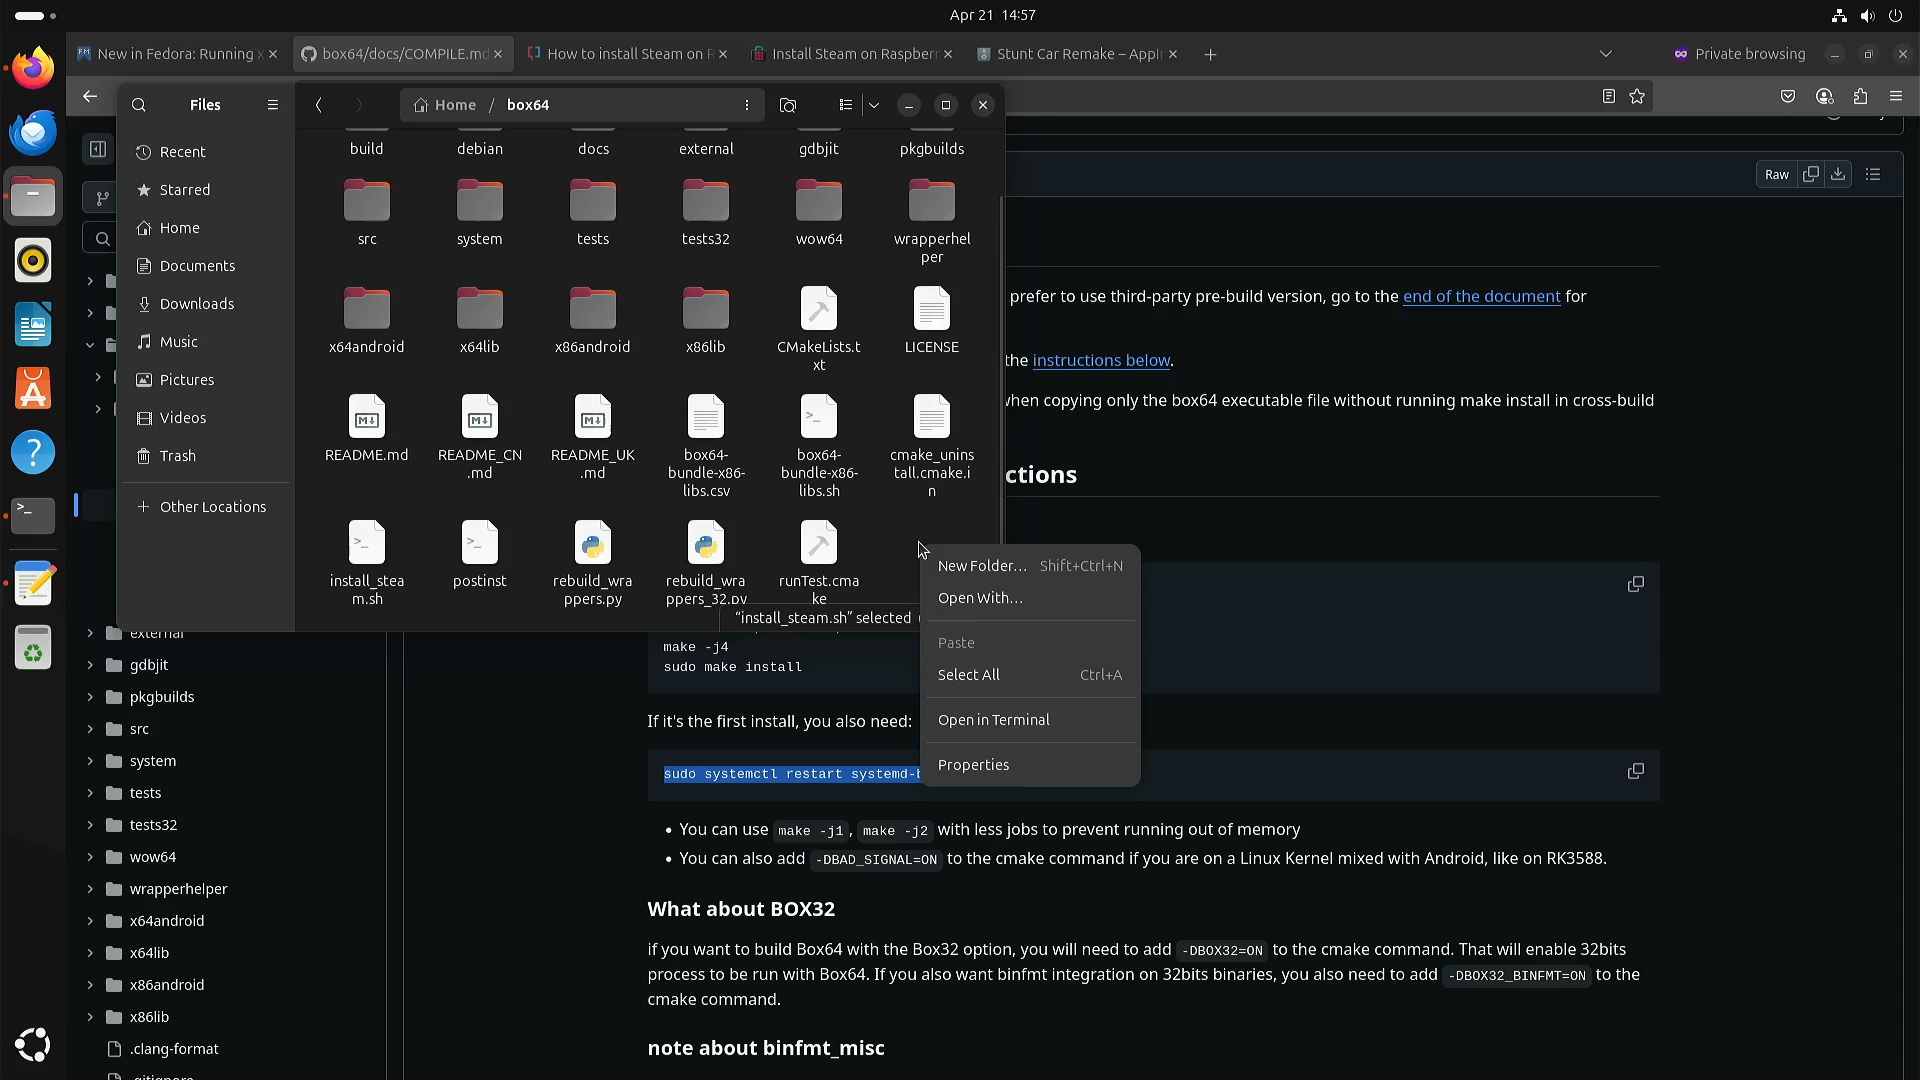 Apr 21 14:57
New in Fedora: Running x
box64/docs/COMPILE.md
How to install Steam on R
Install Steam on Raspberr
Stunt Car Remake – AppI
Private browsing
Files
Home / box64
Recent
Starred
Home
Documents
Downloads
Music
Pictures
Videos
Trash
Other Locations
build
debian
docs
external
gdbjit
pkgbuilds
src
system
tests
tests32
wow64
wrapperhel
per
x64android
x64lib
x86android
x86lib
CMakeLists.t
xt
LICENSE
README.md
README_CN
.md
README_UK
.md
box64-
bundle-x86-
libs.csv
box64-
bundle-x86-
libs.sh
cmake_unins
tall.cmake.i
n
install_stea
m.sh
postinst
rebuild_wra
ppers.py
rebuild_wra
ppers_32.py
runTest.cma
ke
"install_steam.sh" selected
New Folder… Shift+Ctrl+N
Open With…
Paste
Select All Ctrl+A
Open in Terminal
Properties
Raw
prefer to use third-party pre-build version, go to the end of the document for
the instructions below.
when copying only the box64 executable file without running make install in cross-build
ctions
make -j4
sudo make install
If it's the first install, you also need:
sudo systemctl restart systemd-b
• You can use make -j1, make -j2 with less jobs to prevent running out of memory
• You can also add -DBAD_SIGNAL=ON to the cmake command if you are on a Linux Kernel mixed with Android, like on RK3588.
What about BOX32
if you want to build Box64 with the Box32 option, you will need to add -DBOX32=ON to the cmake command. That will enable 32bits
process to be run with Box64. If you also want binfmt integration on 32bits binaries, you also need to add -DBOX32_BINFMT=ON to the
cmake command.
note about binfmt_misc
external
gdbjit
pkgbuilds
src
system
tests
tests32
wow64
wrapperhelper
x64android
x64lib
x86android
x86lib
.clang-format
.gitignore